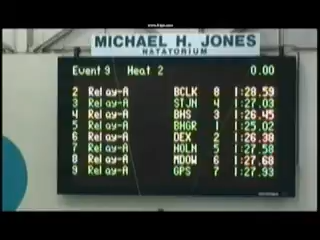 MICHAEL H. JONES
NATATORIUM
Event 9 Heat 2 0.00
2 Relay-A BCLK 8 1:28.59
3 Relay-A STJN 4 1:27.03
4 Relay-A BHS 3 1:26.45
5 Relay-A BHGR 1 1:25.02
6 Relay-A DEX 2 1:26.38
7 Relay-A HOLM 5 1:27.58
8 Relay-A MDOW 6 1:27.68
9 Relay-A GPS 7 1:27.93